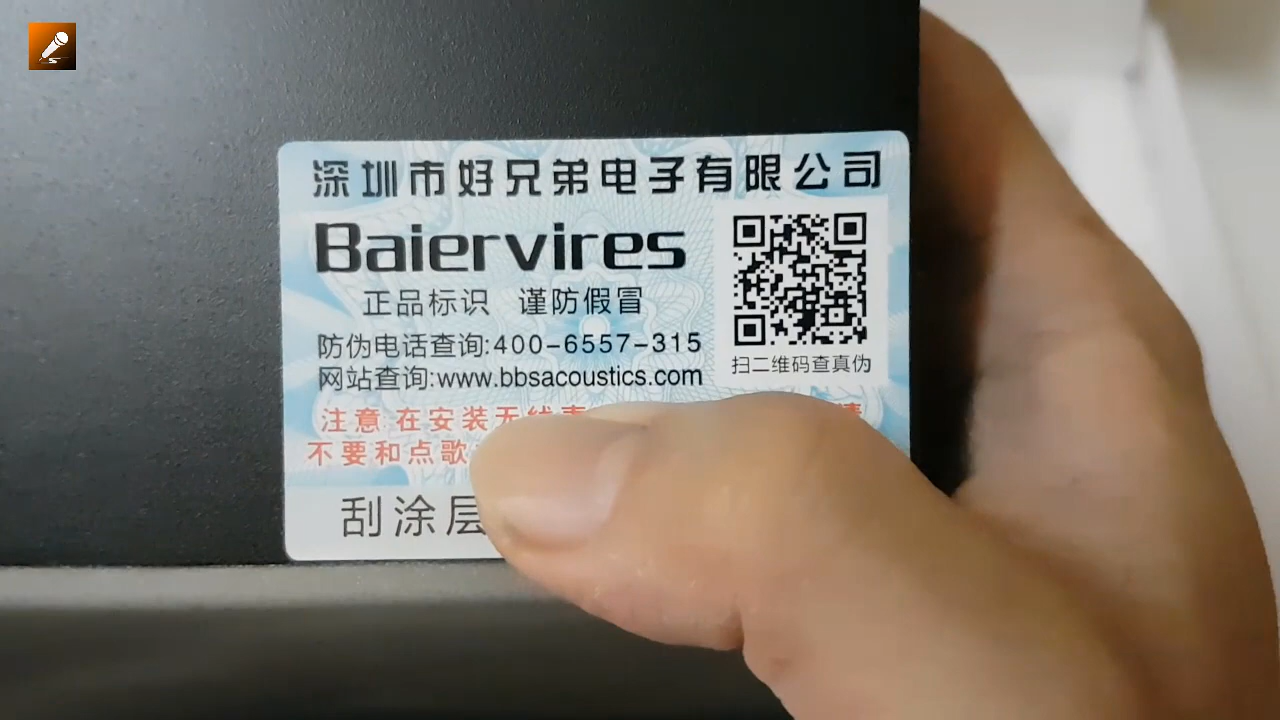 深圳市好兄弟电子有限公司
Baiervires
正品标识 谨防假冒
防伪电话查询:400-6557-315
网站查询:www.bbsacoustics.com
扫二维码查真伪
注意 在安装无线
不要和点歌
刮涂层